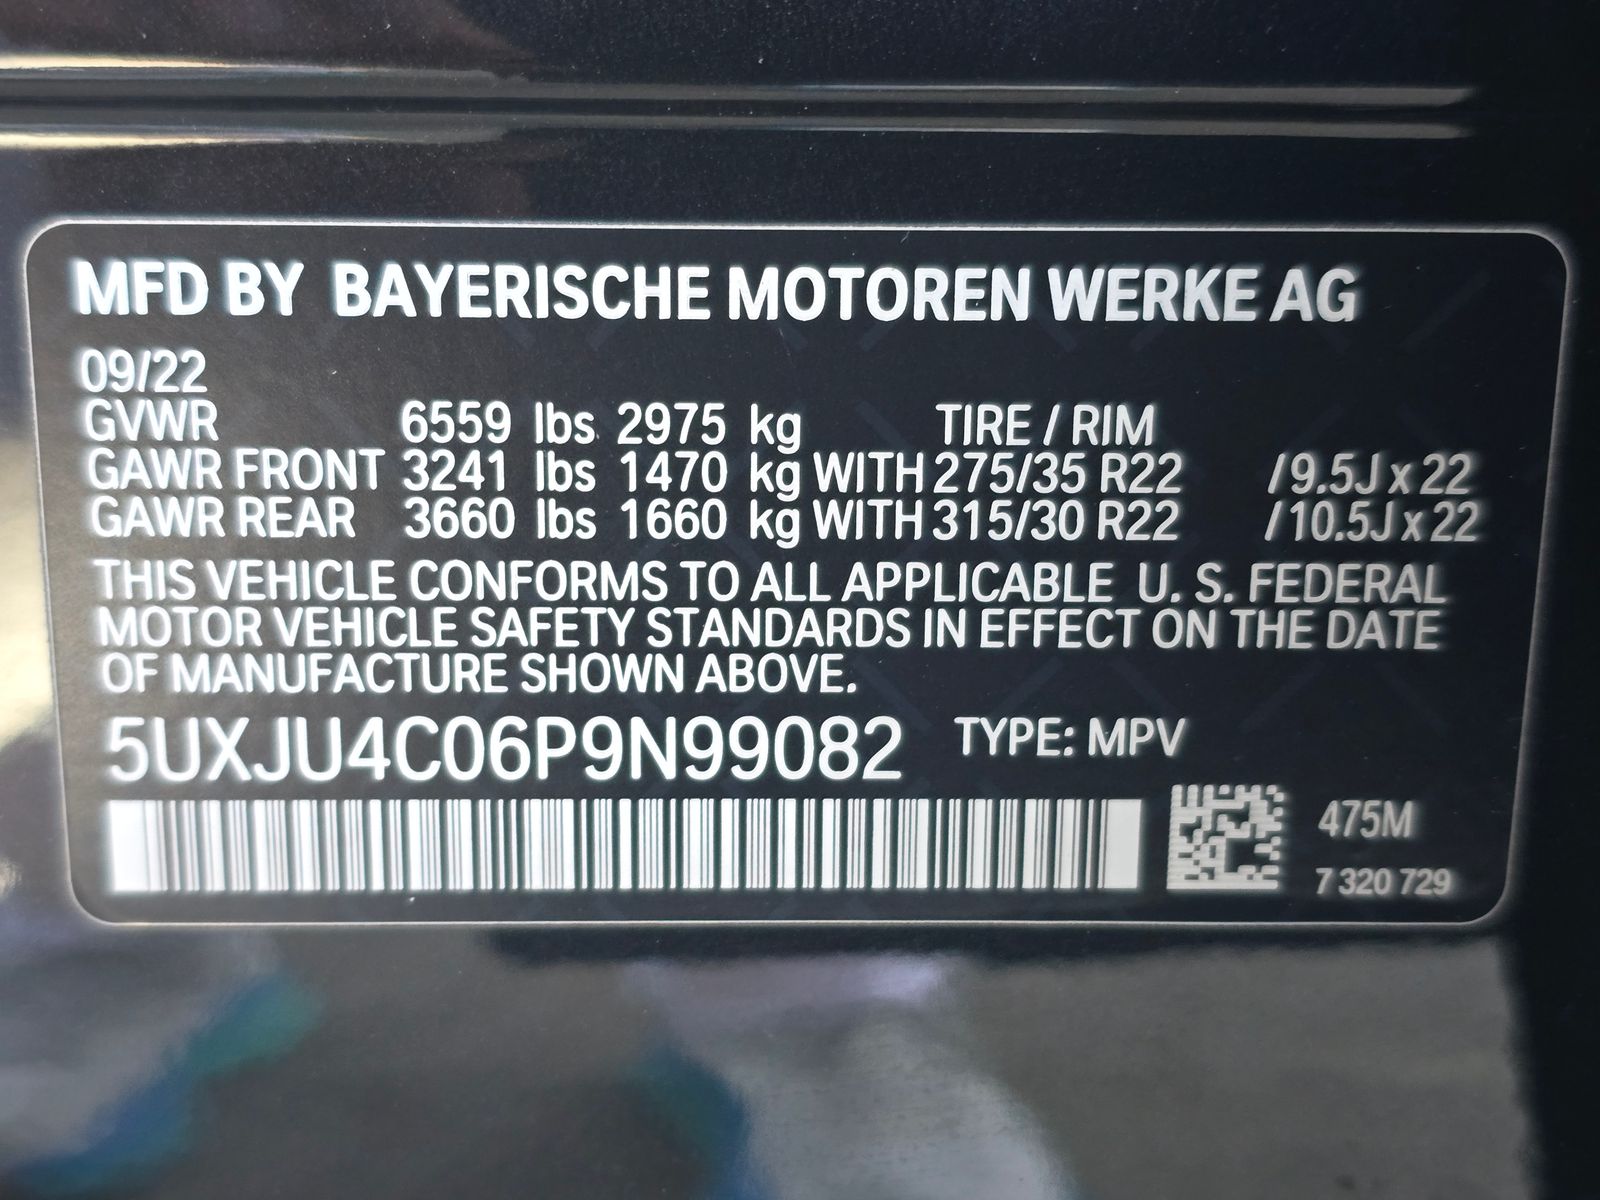 MFD BY BAYERISCHE MOTOREN WERKE AG
09/22
GVWR 6559 lbs 2975 kg TIRE / RIM
GAWR FRONT 3241 lbs 1470 kg WITH 275/35 R22 /9.5J x 22
GAWR REAR 3660 lbs 1660 kg WITH 315/30 R22 /10.5J x 22
THIS VEHICLE CONFORMS TO ALL APPLICABLE U. S. FEDERAL
MOTOR VEHICLE SAFETY STANDARDS IN EFFECT ON THE DATE
OF MANUFACTURE SHOWN ABOVE.
5UXJU4C06P9N99082 TYPE: MPV
475M
7 320 729